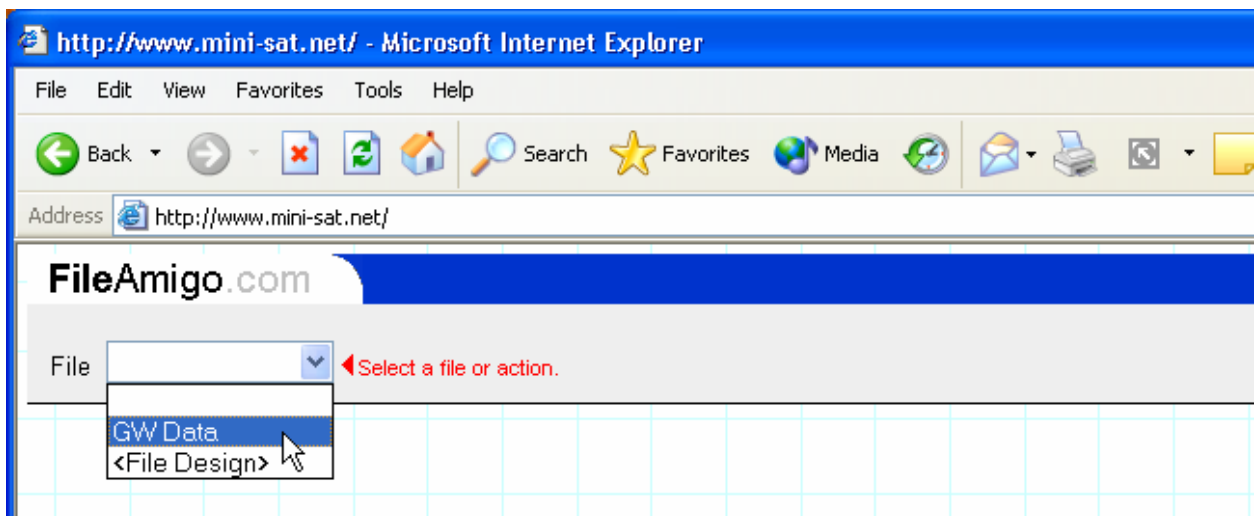 http://www.mini-sat.net/ - Microsoft Internet Explorer
File Edit View Favorites Tools Help
Back Search Favorites Media
Address http://www.mini-sat.net/
FileAmigo.com
File Select a file or action.
GW Data
<File Design>